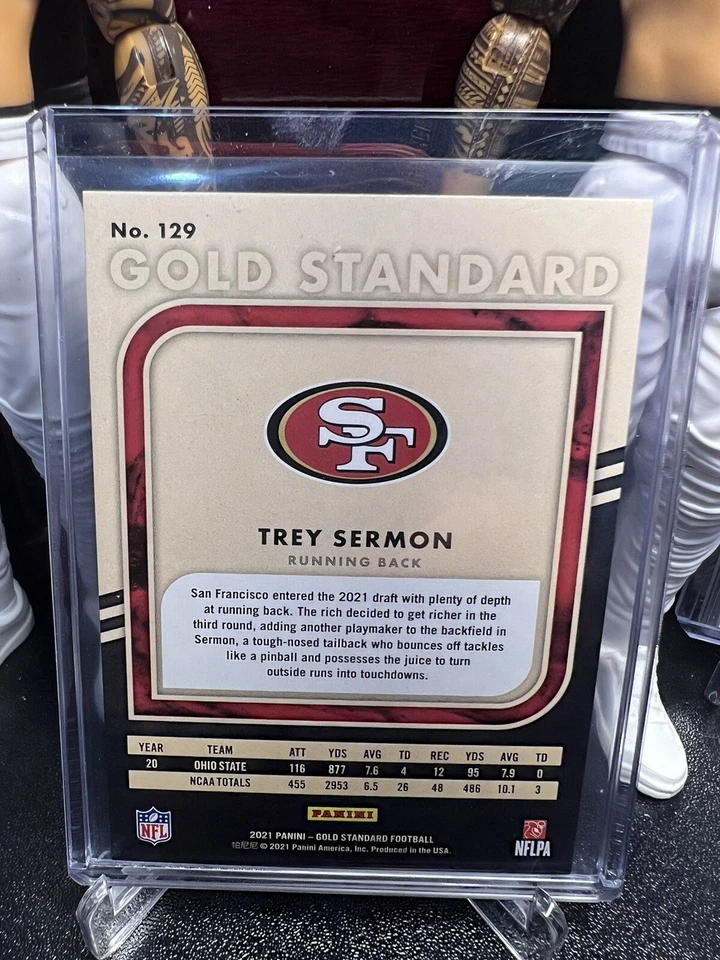 No. 129
GOLD STANDARD
SF
TREY SERMON
RUNNING BACK
San Francisco entered the 2021 draft with plenty of depth
at running back. The rich decided to get richer in the
third round, adding another playmaker to the backfield in
Sermon, a tough-nosed tailback who bounces off tackles
like a pinball and possesses the juice to turn
outside runs into touchdowns.
YEAR TEAM ATT YDS AVG TD REC YDS AVG TD
20 OHIO STATE 116 877 7.6 4 12 95 7.9 0
NCAA TOTALS 455 2953 6.5 26 48 486 10.1 3
PANINI
NFL
2021 PANINI – GOLD STANDARD FOOTBALL
帕尼尼 © 2021 Panini America, Inc. Produced in the USA.
NFLPA